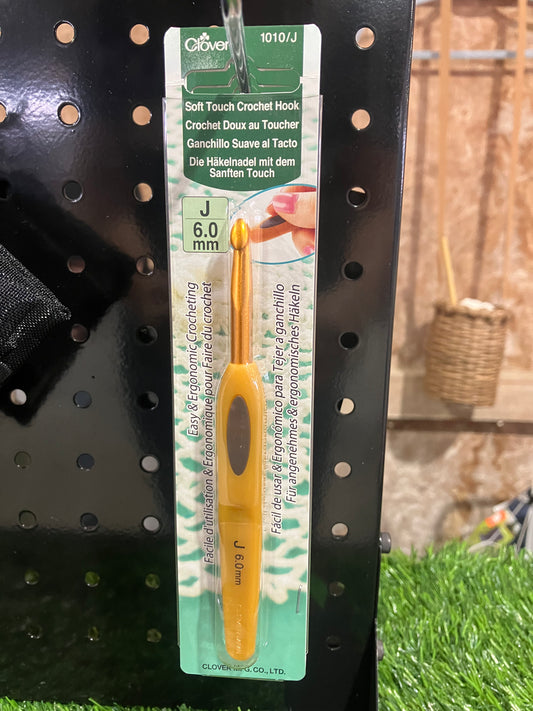 Clover
1010/J
Soft Touch Crochet Hook
Crochet Doux au Toucher
Ganchillo Suave al Tacto
Die Häkelnadel mit dem
Sanften Touch
J
6.0
mm
Easy & Ergonomic Crocheting
Facile d'utilisation & Ergonomique pour Faire du crochet
Fácil de usar & Ergonómico para Tejer a ganchillo
Für angenehmes & ergonomisches Häkeln
J 6.0mm
CLOVER MFG. CO., LTD.